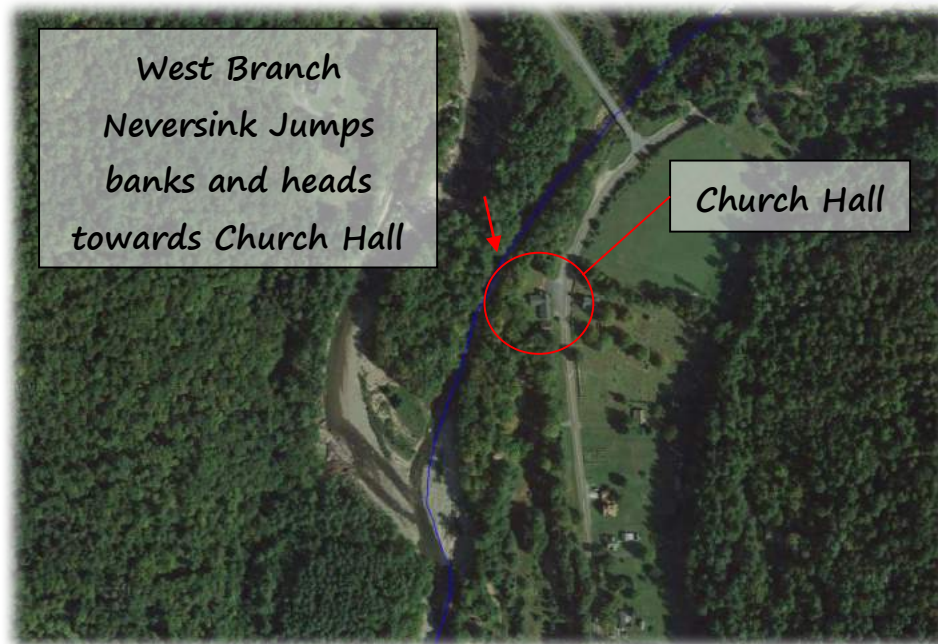 West Branch
Neversink Jumps
banks and heads
towards Church Hall
Church Hall